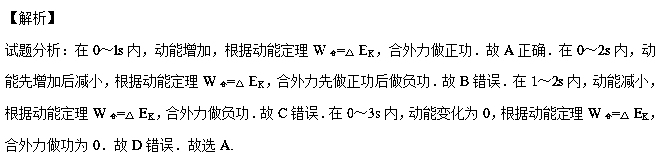 【解析】
试题分析：在 0～1s 内，动能增加，根据动能定理 W 合=△ EK，合外力做正功．故 A 正确．在 0～2s 内，动
能先增加后减小，根据动能定理 W 合=△ EK，合外力先做正功后做负功．故 B 错误．在 1～2s 内，动能减小，
根据动能定理 W 合=△ EK，合外力做负功．故 C 错误．在 0～3s 内，动能变化为 0，根据动能定理 W 合=△ EK，
合外力做功为 0．故 D 错误．故选 A.